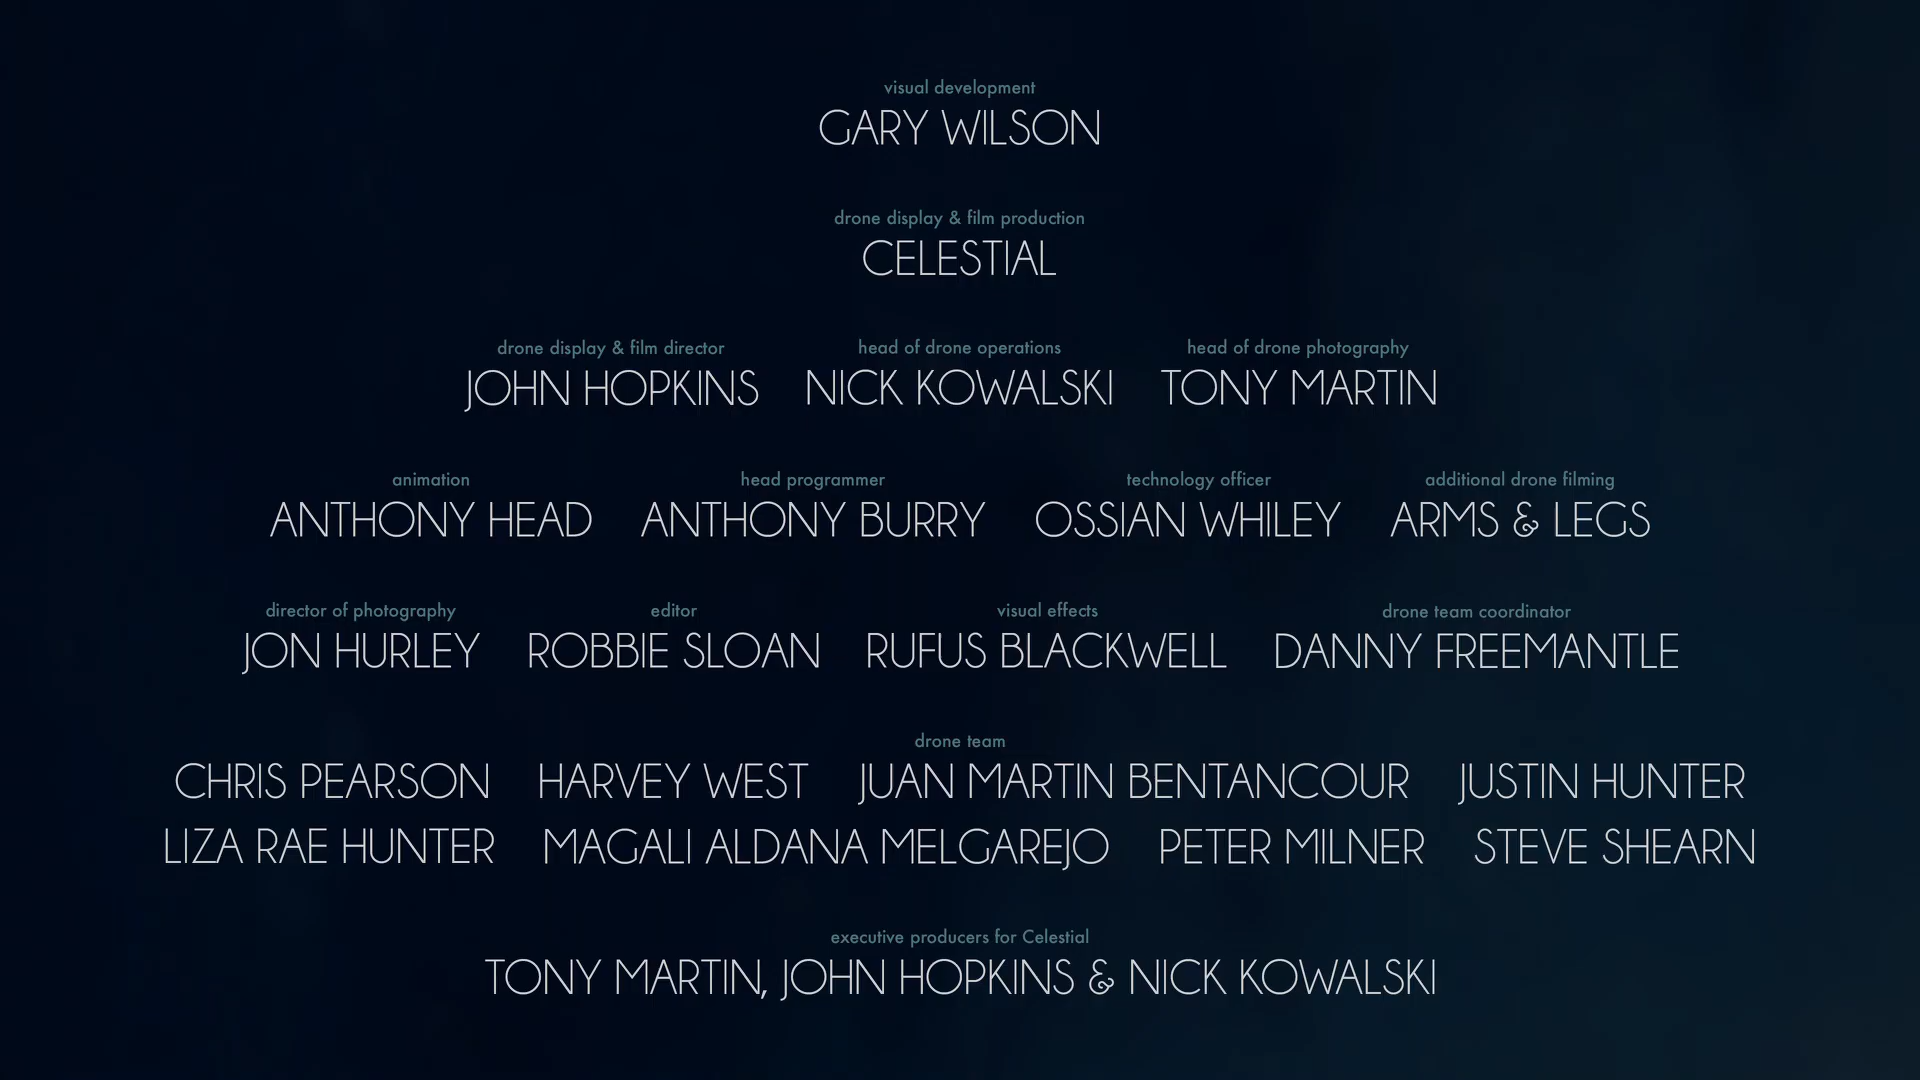 visual development
GARY WILSON
drone display & film production
CELESTIAL
drone display & film director head of drone operations head of drone photography
JOHN HOPKINS NICK KOWALSKI TONY MARTIN
animation head programmer technology officer additional drone filming
ANTHONY HEAD ANTHONY BURRY OSSIAN WHILEY ARMS & LEGS
director of photography editor visual effects drone team coordinator
JON HURLEY ROBBIE SLOAN RUFUS BLACKWELL DANNY FREEMANTLE
drone team
CHRIS PEARSON HARVEY WEST JUAN MARTIN BENTANCOUR JUSTIN HUNTER
LIZA RAE HUNTER MAGALI ALDANA MELGAREJO PETER MILNER STEVE SHEARN
executive producers for Celestial
TONY MARTIN, JOHN HOPKINS & NICK KOWALSKI